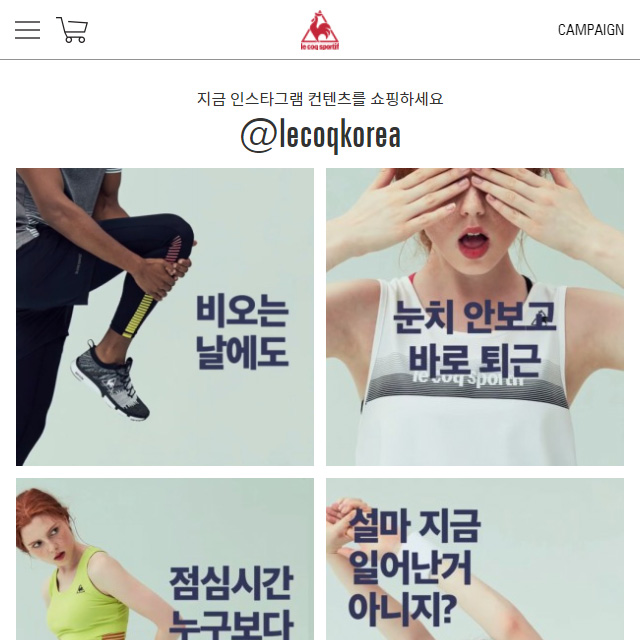 le coq sportif
CAMPAIGN
지금 인스타그램 컨텐츠를 쇼핑하세요
@lecoqkorea
비오는
날에도
눈치 안보고
바로 퇴근
le coq sportif
점심시간
누구보다
설마 지금
일어난거
아니지?